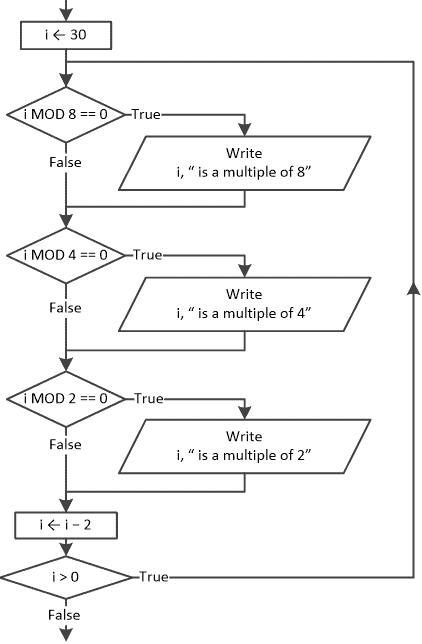 i ← 30
i MOD 8 == 0
True
Write
i, “ is a multiple of 8”
False
i MOD 4 == 0
True
Write
i, “ is a multiple of 4”
False
i MOD 2 == 0
True
Write
i, “ is a multiple of 2”
False
i ← i – 2
i > 0
True
False